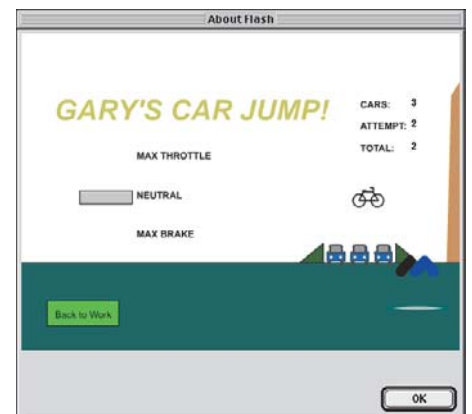 About Flash
GARY'S CAR JUMP!
CARS: 3
ATTEMPT: 2
TOTAL: 2
MAX THROTTLE
NEUTRAL
MAX BRAKE
Back to Work
OK